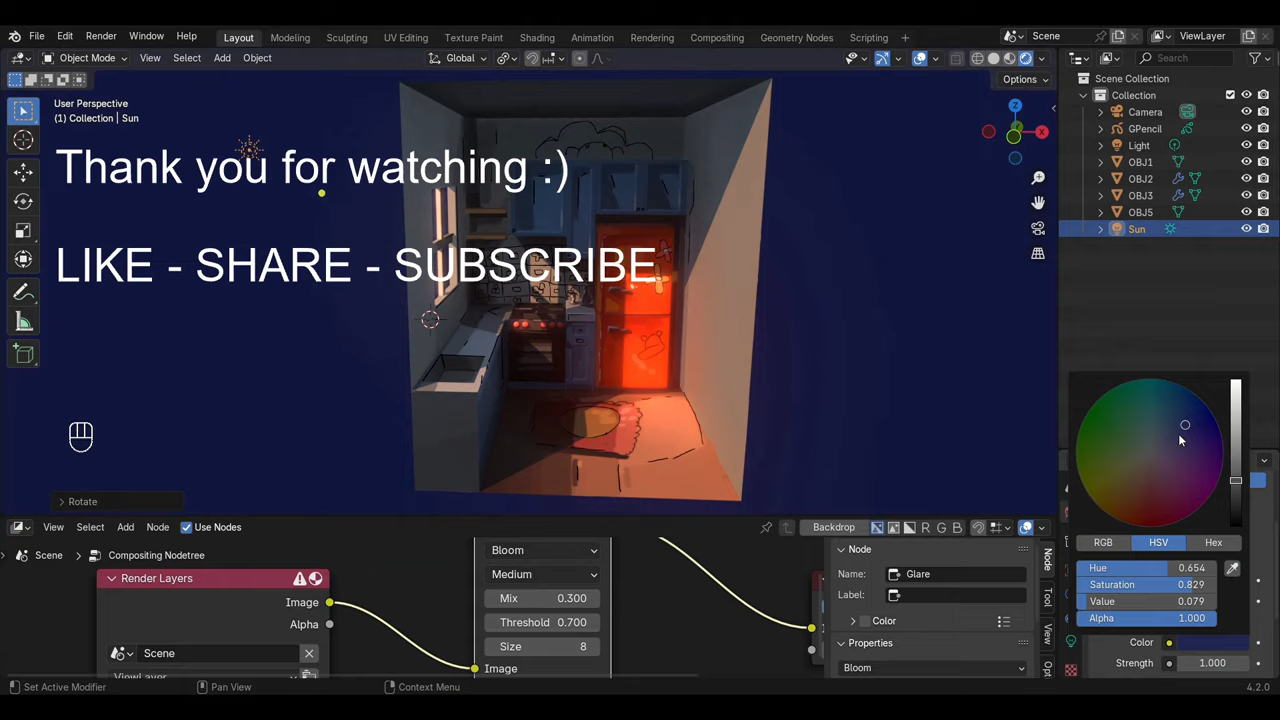 File Edit Render Window Help
Layout Modeling Sculpting UV Editing Texture Paint Shading Animation Rendering Compositing Geometry Nodes Scripting +
Scene
ViewLayer
Object Mode View Select Add Object
Global
Search
Options
Scene Collection
Collection
Camera
GPencil
Light
OBJ1
OBJ2
OBJ3
OBJ5
Sun
User Perspective
(1) Collection | Sun
Z
X
Thank you for watching :)
LIKE - SHARE - SUBSCRIBE
Rotate
RGB HSV Hex
Hue 0.654
Saturation 0.829
Value 0.079
Alpha 1.000
Color
Strength 1.000
View Select Add Node Use Nodes
Backdrop R G B
Scene Compositing Nodetree
Render Layers
Image
Alpha
Scene
ViewLayer
Bloom
Medium
Mix 0.300
Threshold 0.700
Size 8
Image
Node
Name: Glare
Label:
Color
Properties
Bloom
Node
Tool
View
Set Active Modifier Pan View Context Menu 4.2.0